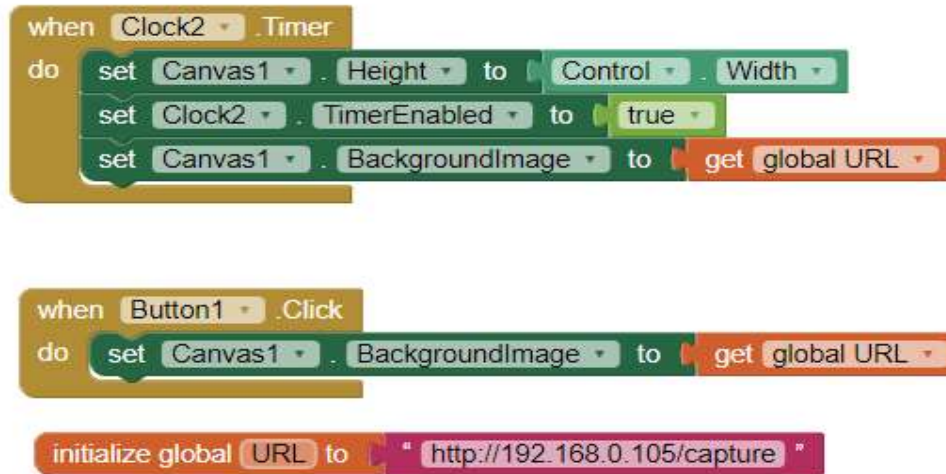 when Clock2 .Timer
do set Canvas1 . Height to Control . Width
set Clock2 . TimerEnabled to true
set Canvas1 . BackgroundImage to get global URL
when Button1 .Click
do set Canvas1 . BackgroundImage to get global URL
initialize global URL to " http://192.168.0.105/capture "